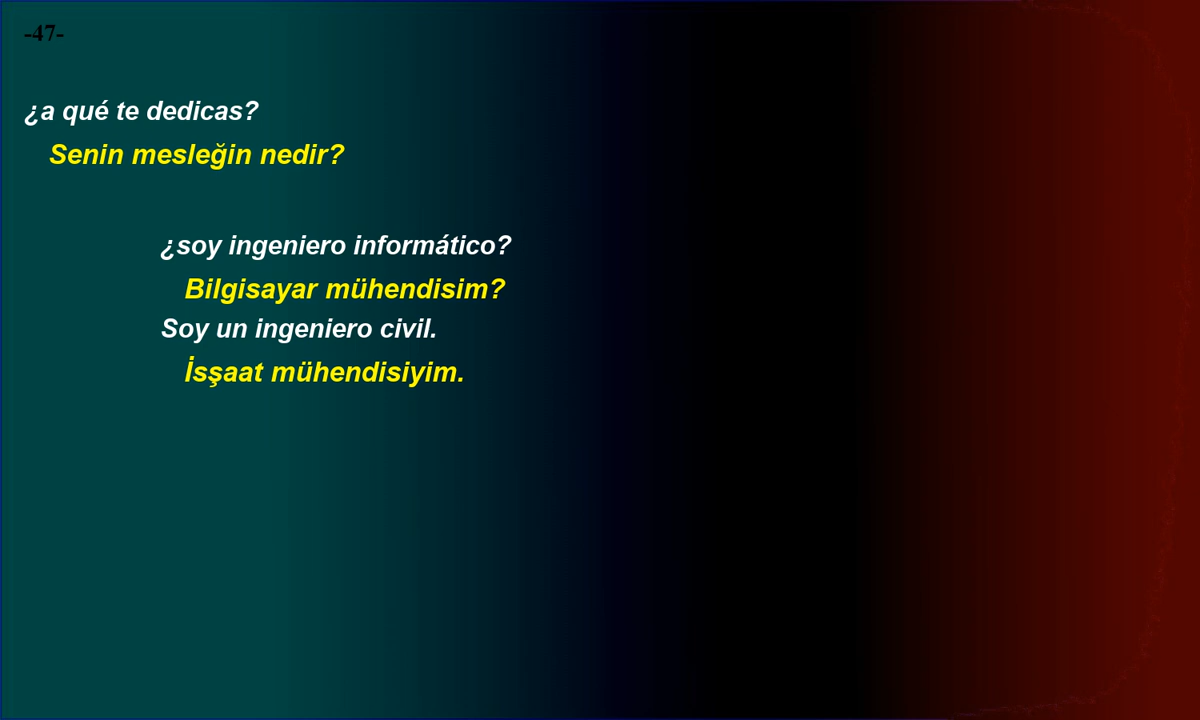 -47-
¿a qué te dedicas?
Senin mesleğin nedir?
¿soy ingeniero informático?
Bilgisayar mühendisim?
Soy un ingeniero civil.
İsşaat mühendisiyim.